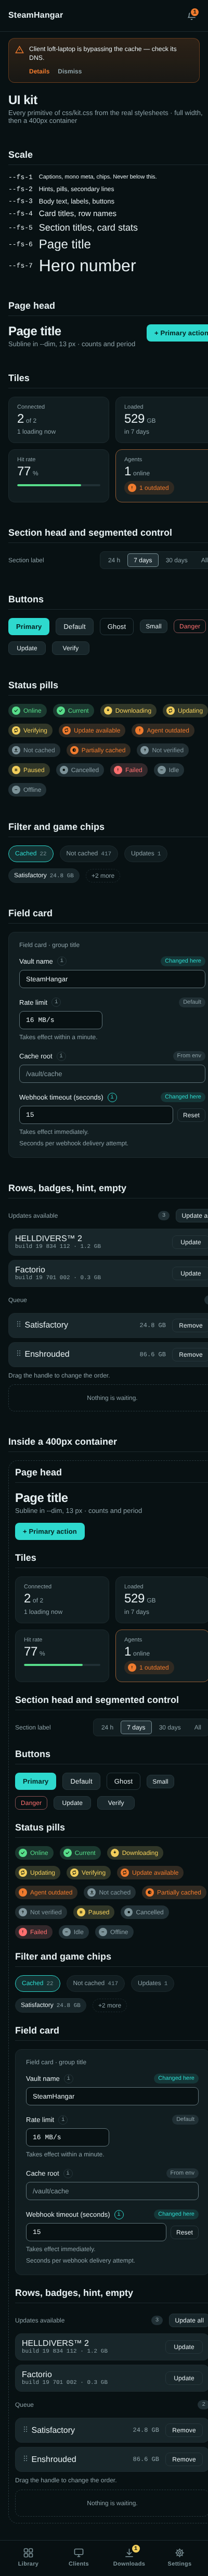 SteamHangar
1
Client loft-laptop is bypassing the cache — check its
DNS.
Details Dismiss
UI kit
Every primitive of css/kit.css from the real stylesheets · full width,
then a 400px container
Scale
--fs-1 Captions, mono meta, chips. Never below this.
--fs-2 Hints, pills, secondary lines
--fs-3 Body text, labels, buttons
--fs-4 Card titles, row names
--fs-5 Section titles, card stats
--fs-6 Page title
--fs-7 Hero number
Page head
Page title
Subline in --dim, 13 px · counts and period
+ Primary action
Tiles
Connected
2 of 2
1 loading now
Loaded
529 GB
in 7 days
Hit rate
77 %
Agents
1 online
1 outdated
Section head and segmented control
Section label 24 h 7 days 30 days All
Buttons
Primary Default Ghost Small Danger
Update Verify
Status pills
Online Current Downloading Updating
Verifying Update available Agent outdated
Not cached Partially cached Not verified
Paused Cancelled Failed Idle
Offline
Filter and game chips
Cached 22 Not cached 417 Updates 1
Satisfactory 24.8 GB +2 more
Field card
Field card · group title
Vault name i Changed here
SteamHangar
Rate limit i Default
16 MB/s
Takes effect within a minute.
Cache root i From env
/vault/cache
Webhook timeout (seconds) i Changed here
15 Reset
Takes effect immediately.
Seconds per webhook delivery attempt.
Rows, badges, hint, empty
Updates available 3 Update a
HELLDIVERS™ 2
build 19 834 112 · 1.2 GB
Update
Factorio
build 19 701 002 · 0.3 GB
Update
Queue
Satisfactory 24.8 GB Remove
Enshrouded 86.6 GB Remove
Drag the handle to change the order.
Nothing is waiting.
Inside a 400px container
Page head
Page title
Subline in --dim, 13 px · counts and period
+ Primary action
Tiles
Connected
2 of 2
1 loading now
Loaded
529 GB
in 7 days
Hit rate
77 %
Agents
1 online
1 outdated
Section head and segmented control
Section label 24 h 7 days 30 days All
Buttons
Primary Default Ghost Small
Danger Update Verify
Status pills
Online Current Downloading
Updating Verifying Update available
Agent outdated Not cached Partially cached
Not verified Paused Cancelled
Failed Idle Offline
Filter and game chips
Cached 22 Not cached 417 Updates 1
Satisfactory 24.8 GB +2 more
Field card
Field card · group title
Vault name i Changed here
SteamHangar
Rate limit i Default
16 MB/s
Takes effect within a minute.
Cache root i From env
/vault/cache
Webhook timeout (seconds) i Changed here
15 Reset
Takes effect immediately.
Seconds per webhook delivery attempt.
Rows, badges, hint, empty
Updates available 3 Update all
HELLDIVERS™ 2
build 19 834 112 · 1.2 GB
Update
Factorio
build 19 701 002 · 0.3 GB
Update
Queue 2
Satisfactory 24.8 GB Remove
Enshrouded 86.6 GB Remove
Drag the handle to change the order.
Nothing is waiting.
1
Library Clients Downloads Settings